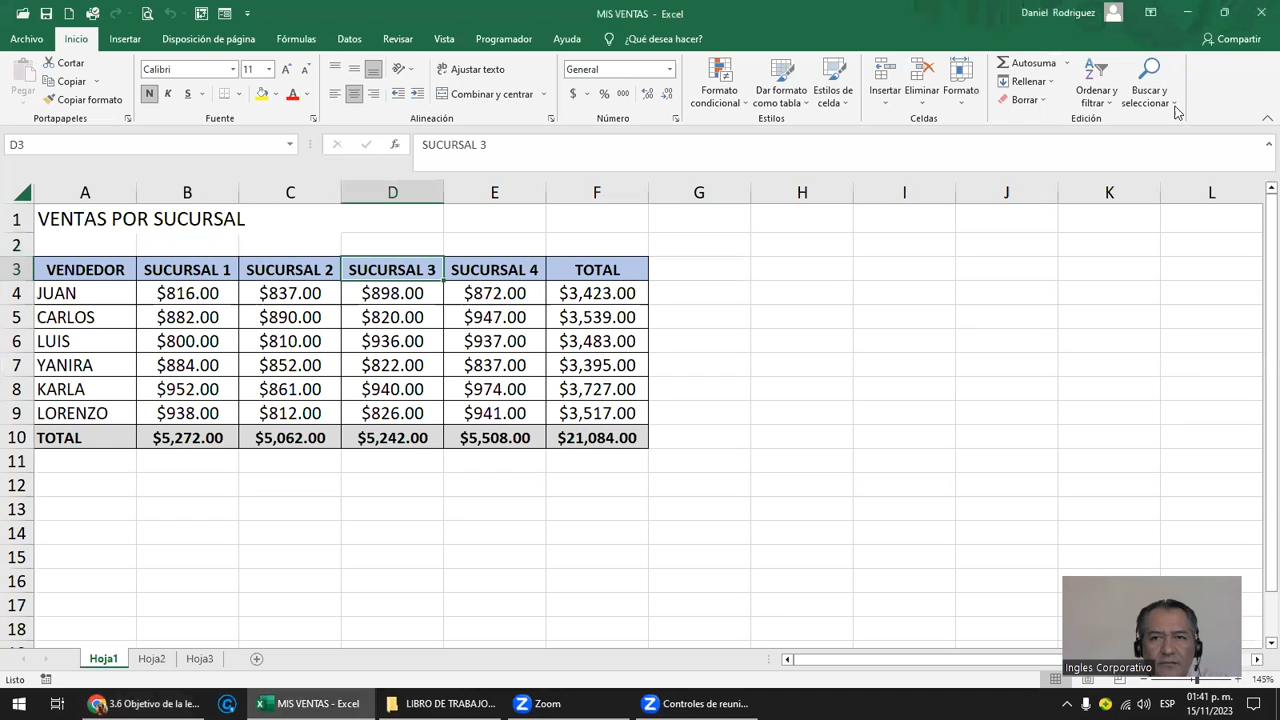 MIS VENTAS - Excel
Daniel Rodriguez
Archivo Inicio Insertar Disposición de página Fórmulas Datos Revisar Vista Programador Ayuda ¿Qué desea hacer? Compartir
Pegar
Cortar
Copiar
Copiar formato
Portapapeles
Calibri 11
N K S
Fuente
Ajustar texto
Combinar y centrar
Alineación
General
$ % 000
Número
Formato condicional
Dar formato como tabla
Estilos de celda
Estilos
Insertar
Eliminar
Formato
Celdas
Autosuma
Rellenar
Borrar
Ordenar y filtrar
Buscar y seleccionar
Edición
D3 fx SUCURSAL 3
A B C D E F G H I J K L
1 VENTAS POR SUCURSAL
2
3 VENDEDOR SUCURSAL 1 SUCURSAL 2 SUCURSAL 3 SUCURSAL 4 TOTAL
4 JUAN $816.00 $837.00 $898.00 $872.00 $3,423.00
5 CARLOS $882.00 $890.00 $820.00 $947.00 $3,539.00
6 LUIS $800.00 $810.00 $936.00 $937.00 $3,483.00
7 YANIRA $884.00 $852.00 $822.00 $837.00 $3,395.00
8 KARLA $952.00 $861.00 $940.00 $974.00 $3,727.00
9 LORENZO $938.00 $812.00 $826.00 $941.00 $3,517.00
10 TOTAL $5,272.00 $5,062.00 $5,242.00 $5,508.00 $21,084.00
11
12
13
14
15
16
17
18
Ingles Corporativo
Hoja1 Hoja2 Hoja3
Listo
145%
3.6 Objetivo de la le...
MIS VENTAS - Excel
LIBRO DE TRABAJO...
Zoom
Controles de reuni...
ESP
01:41 p. m.
15/11/2023